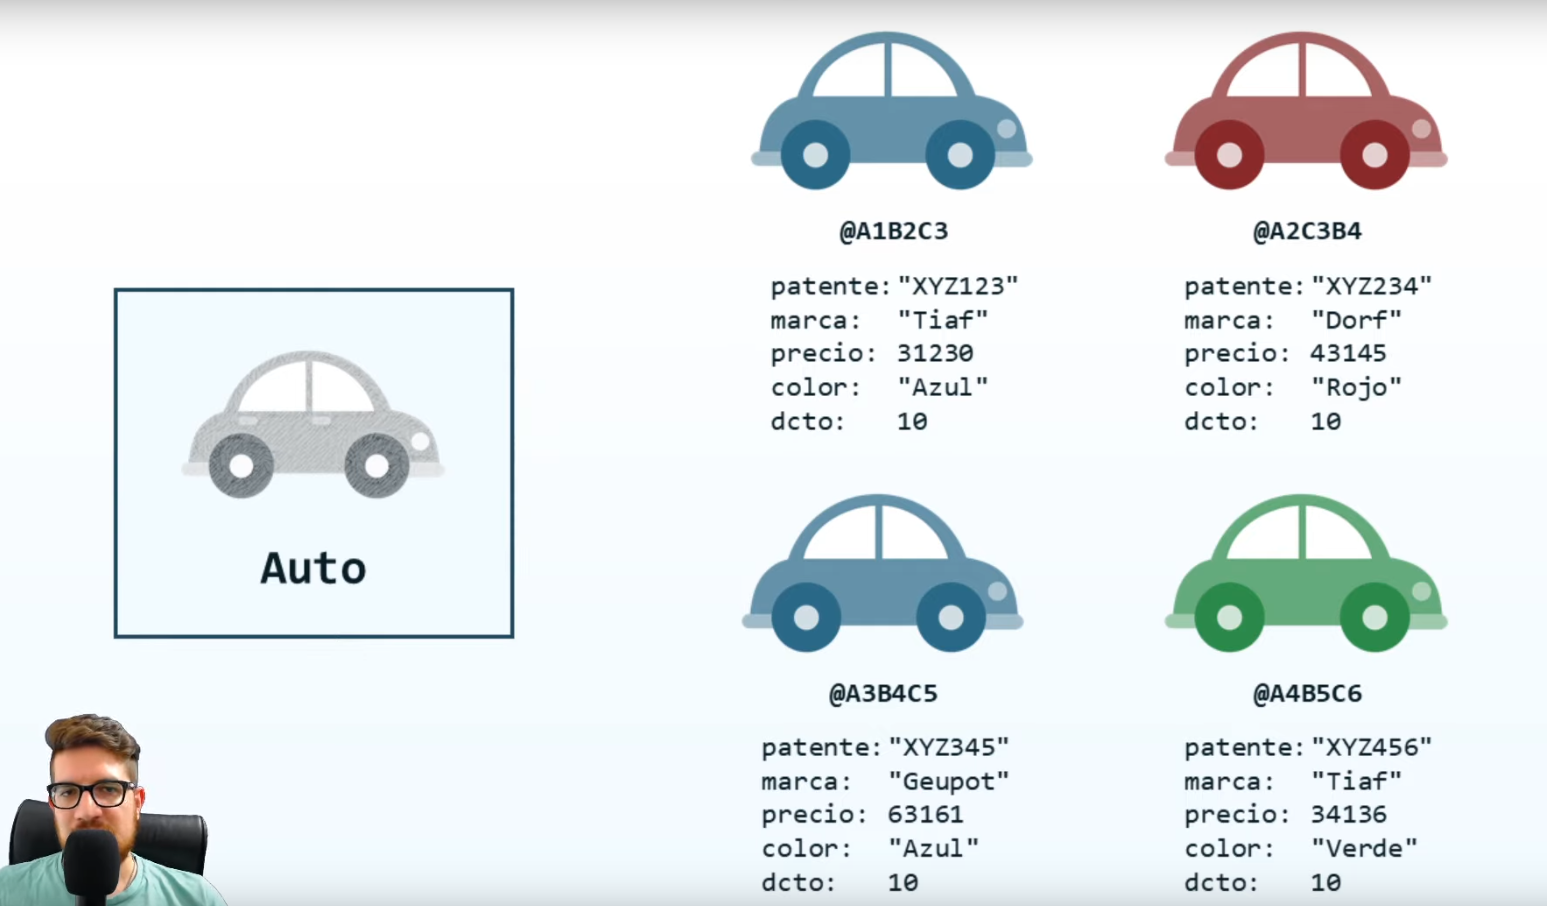 Auto
@A1B2C3
patente: "XYZ123"
marca: "Tiaf"
precio: 31230
color: "Azul"
dcto: 10
@A2C3B4
patente: "XYZ234"
marca: "Dorf"
precio: 43145
color: "Rojo"
dcto: 10
@A3B4C5
patente: "XYZ345"
marca: "Geupot"
precio: 63161
color: "Azul"
dcto: 10
@A4B5C6
patente: "XYZ456"
marca: "Tiaf"
precio: 34136
color: "Verde"
dcto: 10